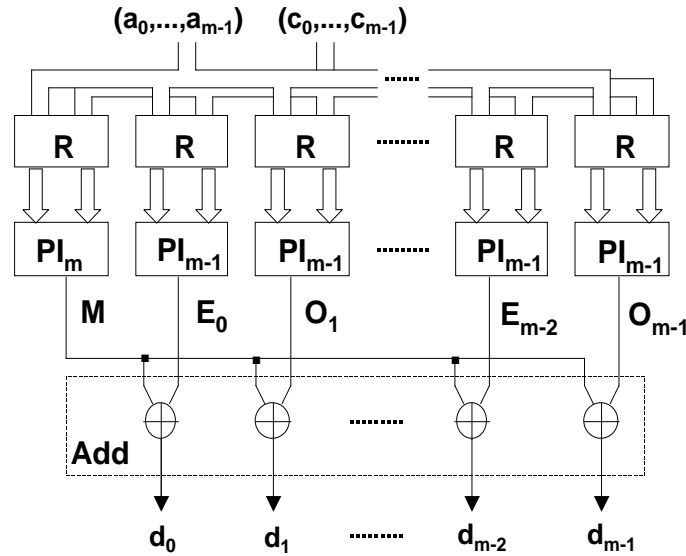 (a0,...,am-1) (c0,...,cm-1)
R R R R R
PIm PIm-1 PIm-1 PIm-1 PIm-1
M E0 O1 Em-2 Om-1
Add
d0 d1 dm-2 dm-1